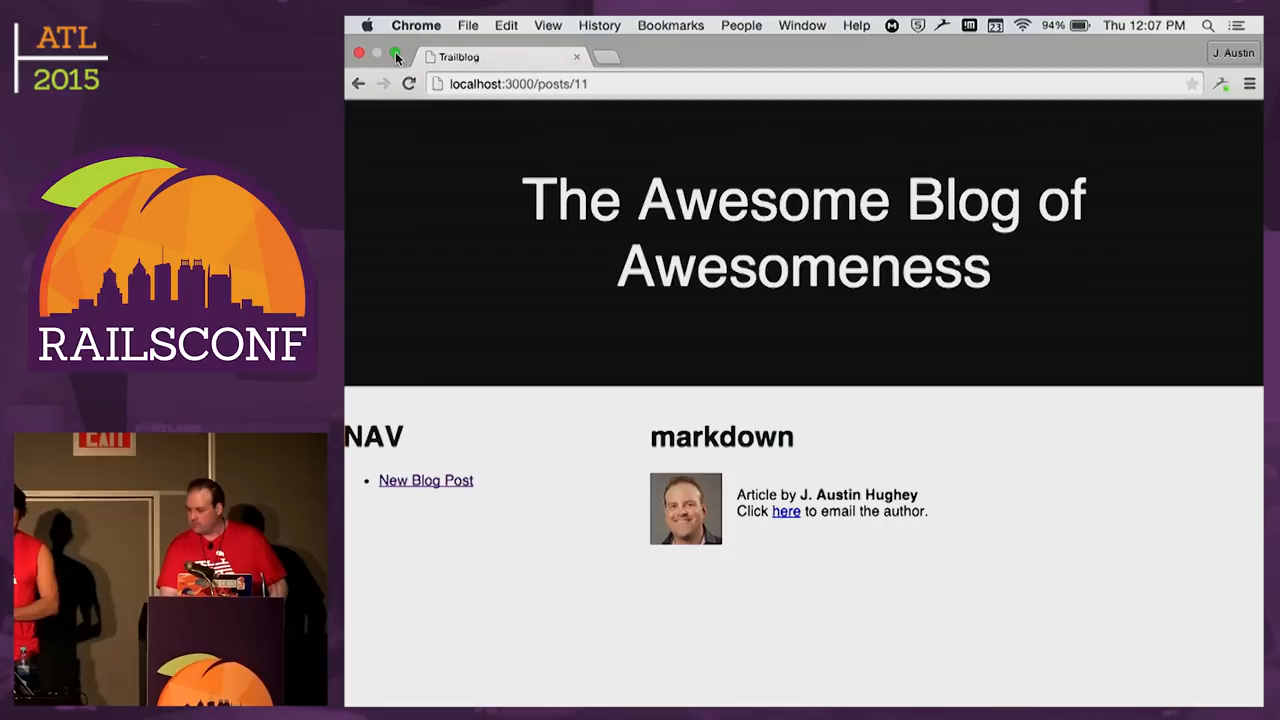 ATL
2015
RAILSCONF
EXIT
Chrome File Edit View History Bookmarks People Window Help 23 94% Thu 12:07 PM
Trailblog
J. Austin
localhost:3000/posts/11
The Awesome Blog of
Awesomeness
NAV
New Blog Post
markdown
Article by J. Austin Hughey
Click here to email the author.